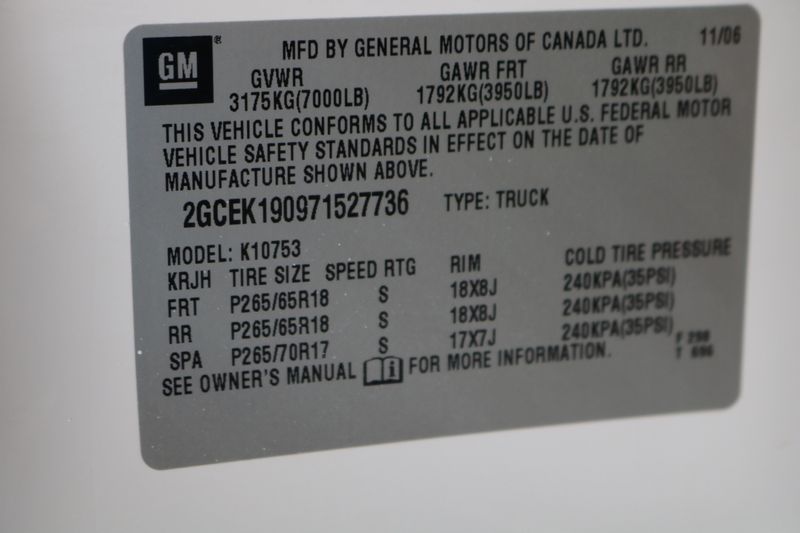 GM® MFD BY GENERAL MOTORS OF CANADA LTD. 11/06
GVWR GAWR FRT GAWR RR
3175KG(7000LB) 1792KG(3950LB) 1792KG(3950LB)
THIS VEHICLE CONFORMS TO ALL APPLICABLE U.S. FEDERAL MOTOR
VEHICLE SAFETY STANDARDS IN EFFECT ON THE DATE OF
MANUFACTURE SHOWN ABOVE.
2GCEK190971527736 TYPE: TRUCK
MODEL: K10753
KRJH TIRE SIZE SPEED RTG RIM COLD TIRE PRESSURE
FRT P265/65R18 S 18X8J 240KPA(35PSI)
RR P265/65R18 S 18X8J 240KPA(35PSI)
SPA P265/70R17 S 17X7J 240KPA(35PSI)
SEE OWNER'S MANUAL i FOR MORE INFORMATION.
F
T